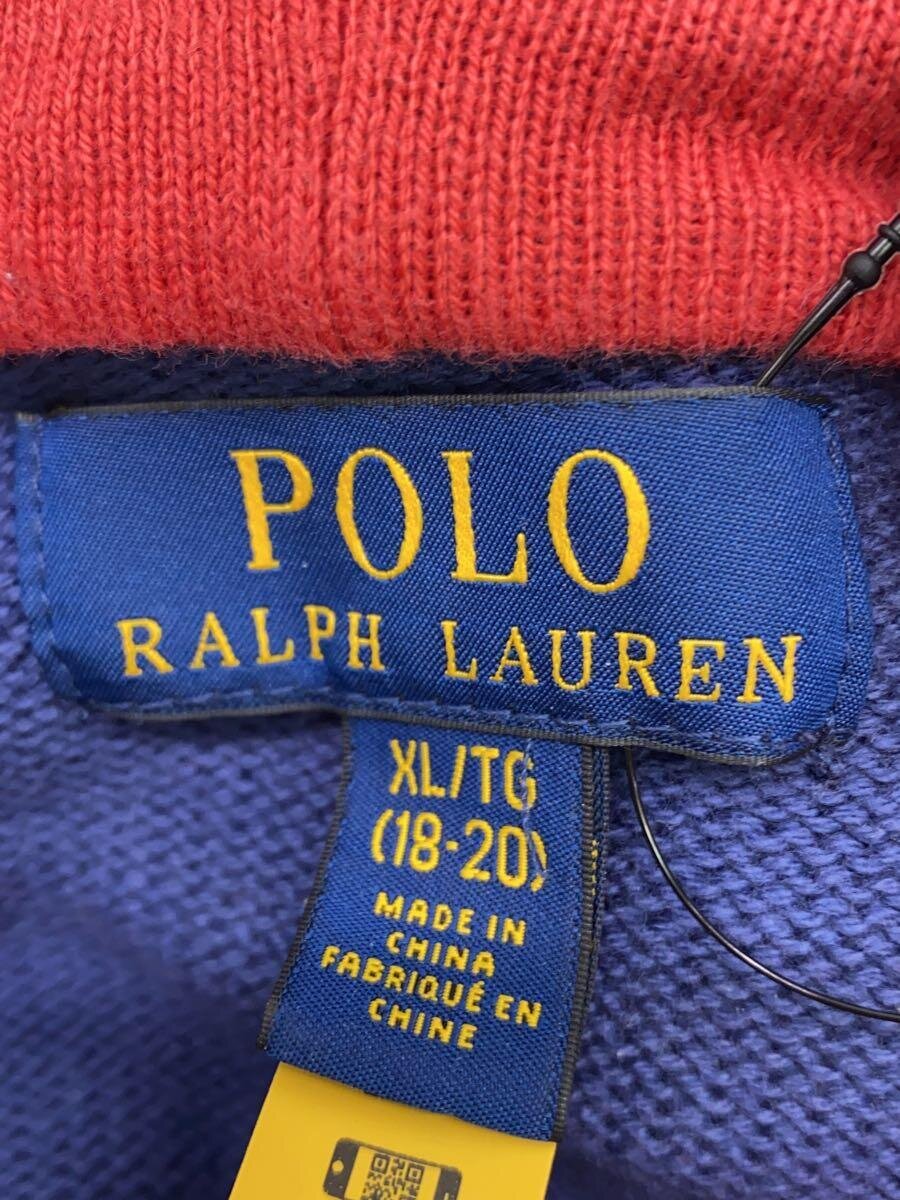 POLO
RALPH LAUREN
XL/TG
(18-20)
MADE IN
CHINA
FABRIQUÉ EN
CHINE